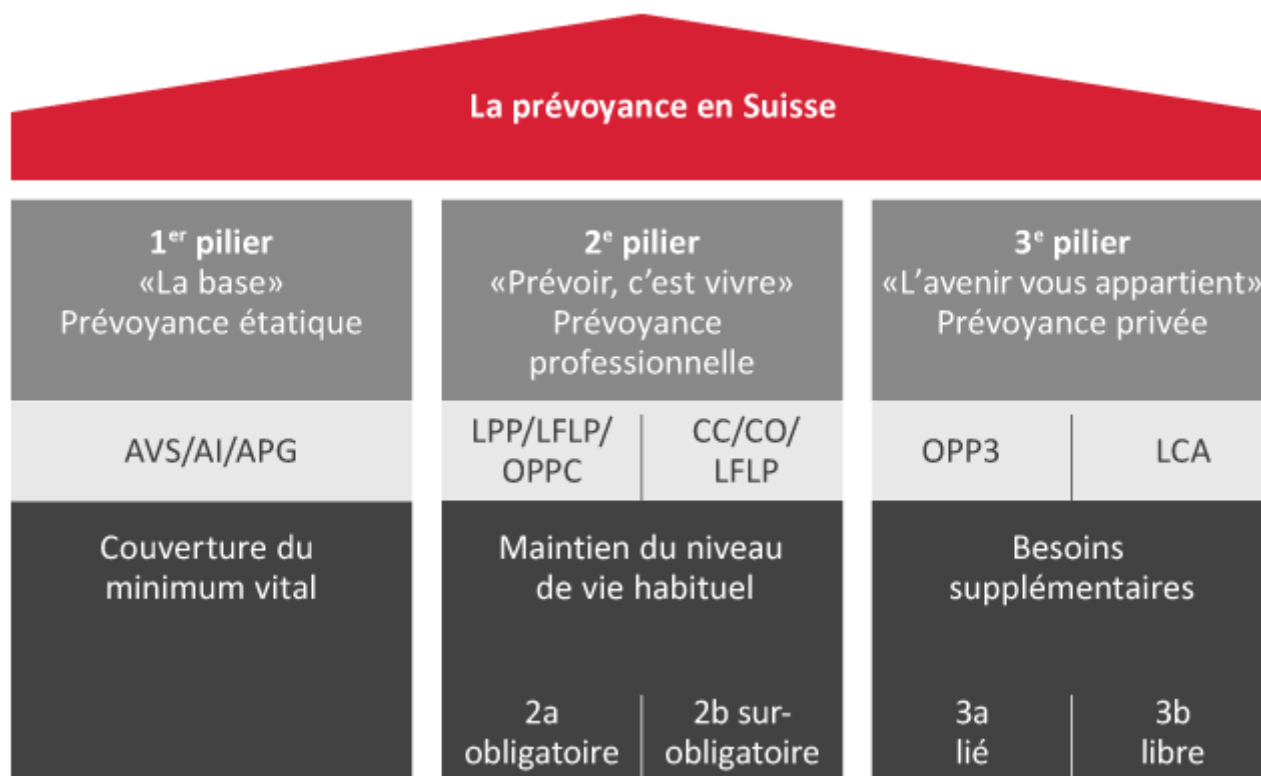 La prévoyance en Suisse
1er pilier
«La base»
Prévoyance étatique
AVS/AI/APG
Couverture du
minimum vital
2e pilier
«Prévoir, c'est vivre»
Prévoyance
professionnelle
LPP/LFLP/
OPPC
CC/CO/
LFLP
Maintien du niveau
de vie habituel
2a
obligatoire
2b sur-
obligatoire
3e pilier
«L'avenir vous appartient»
Prévoyance privée
OPP3
LCA
Besoins
supplémentaires
3a
lié
3b
libre